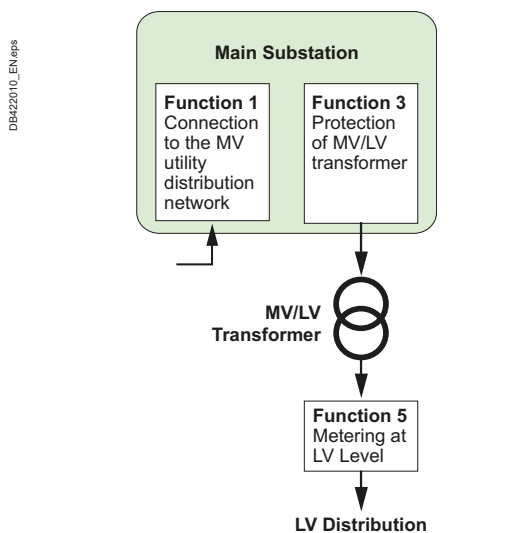 DB422010_EN.eps
Main Substation
Function 1
Connection
to the MV
utility
distribution
network
Function 3
Protection
of MV/LV
transformer
MV/LV
Transformer
Function 5
Metering at
LV Level
LV Distribution